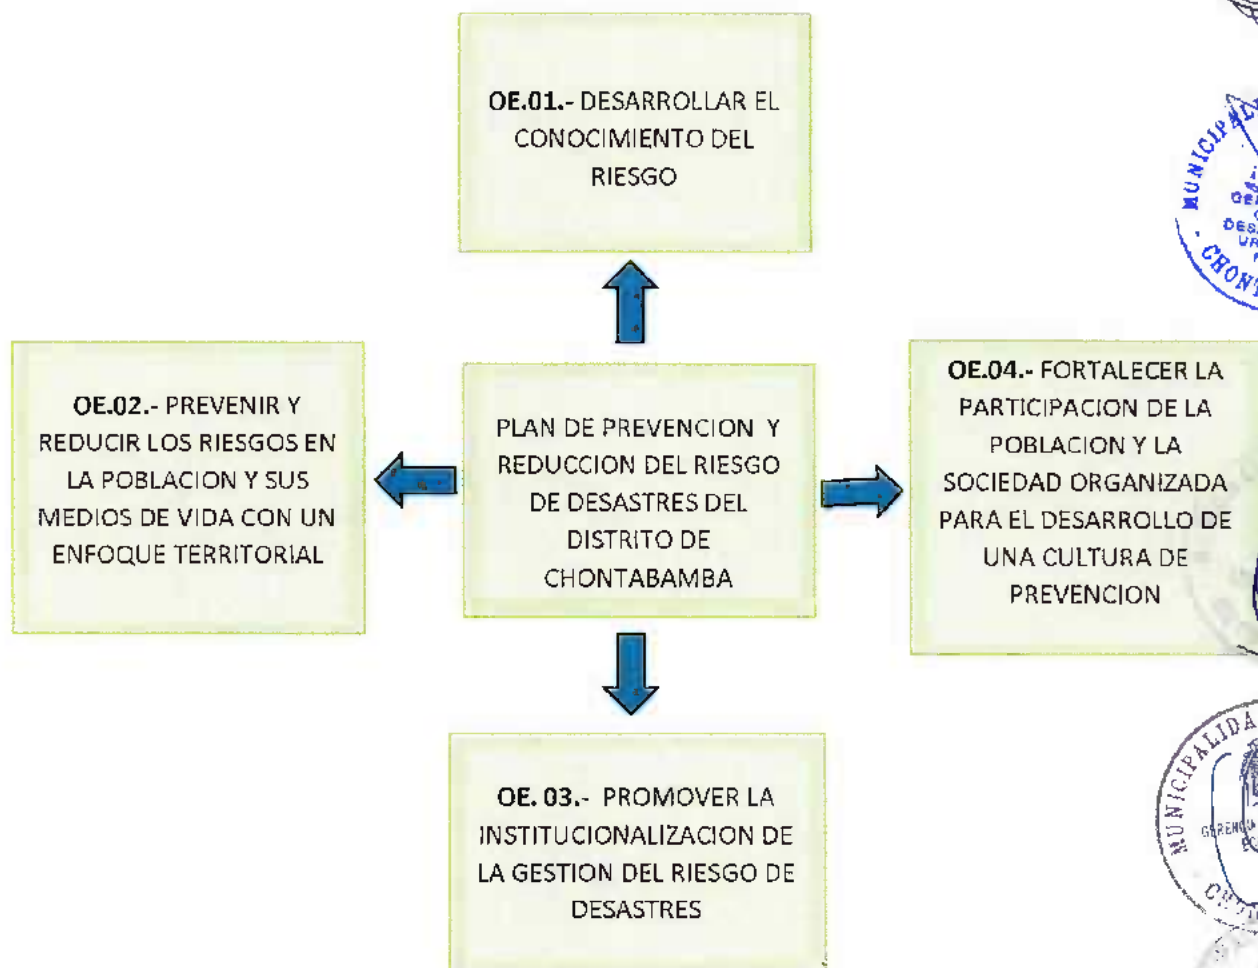 OE.01.- DESARROLLAR EL
CONOCIMIENTO DEL
RIESGO
OE.02.- PREVENIR Y
REDUCIR LOS RIESGOS EN
LA POBLACION Y SUS
MEDIOS DE VIDA CON UN
ENFOQUE TERRITORIAL
PLAN DE PREVENCION Y
REDUCCION DEL RIESGO
DE DESASTRES DEL
DISTRITO DE
CHONTABAMBA
OE.04.- FORTALECER LA
PARTICIPACION DE LA
POBLACION Y LA
SOCIEDAD ORGANIZADA
PARA EL DESARROLLO DE
UNA CULTURA DE
PREVENCION
OE. 03.- PROMOVER LA
INSTITUCIONALIZACION DE
LA GESTION DEL RIESGO DE
DESASTRES